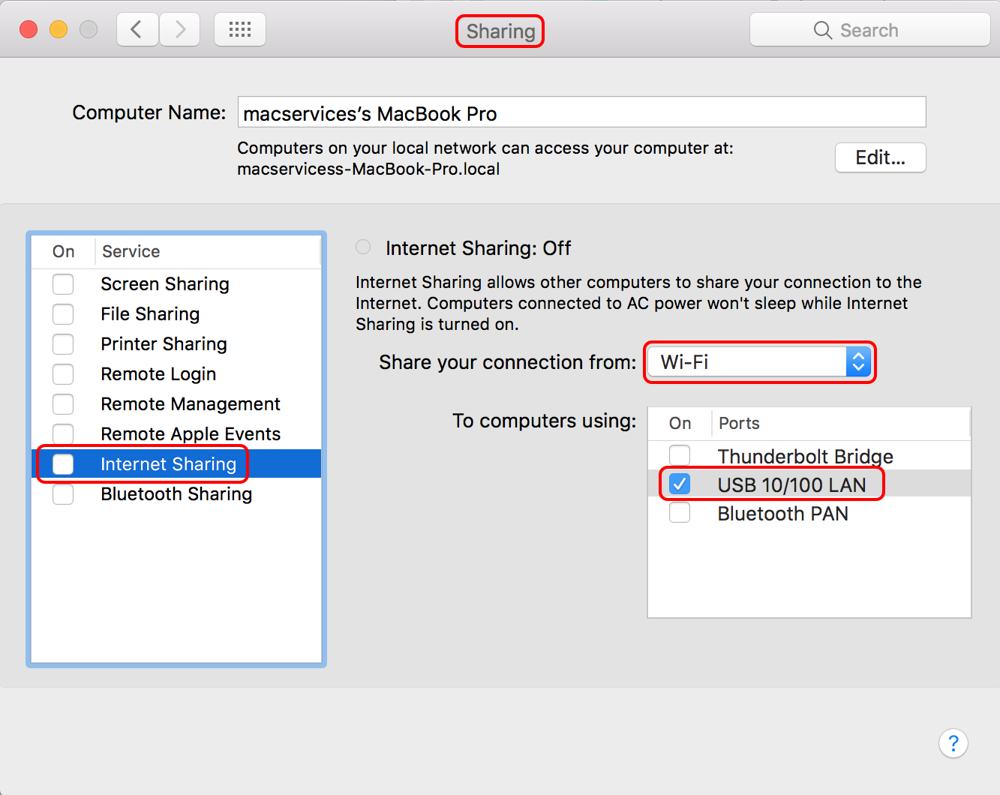 Sharing
Search
Computer Name:
macservices’s MacBook Pro
Computers on your local network can access your computer at:
macservicess-MacBook-Pro.local
Edit...
On
Service
Screen Sharing
File Sharing
Printer Sharing
Remote Login
Remote Management
Remote Apple Events
Internet Sharing
Bluetooth Sharing
Internet Sharing: Off
Internet Sharing allows other computers to share your connection to the
Internet. Computers connected to AC power won't sleep while Internet
Sharing is turned on.
Share your connection from:
Wi-Fi
To computers using:
On
Ports
Thunderbolt Bridge
USB 10/100 LAN
Bluetooth PAN
?